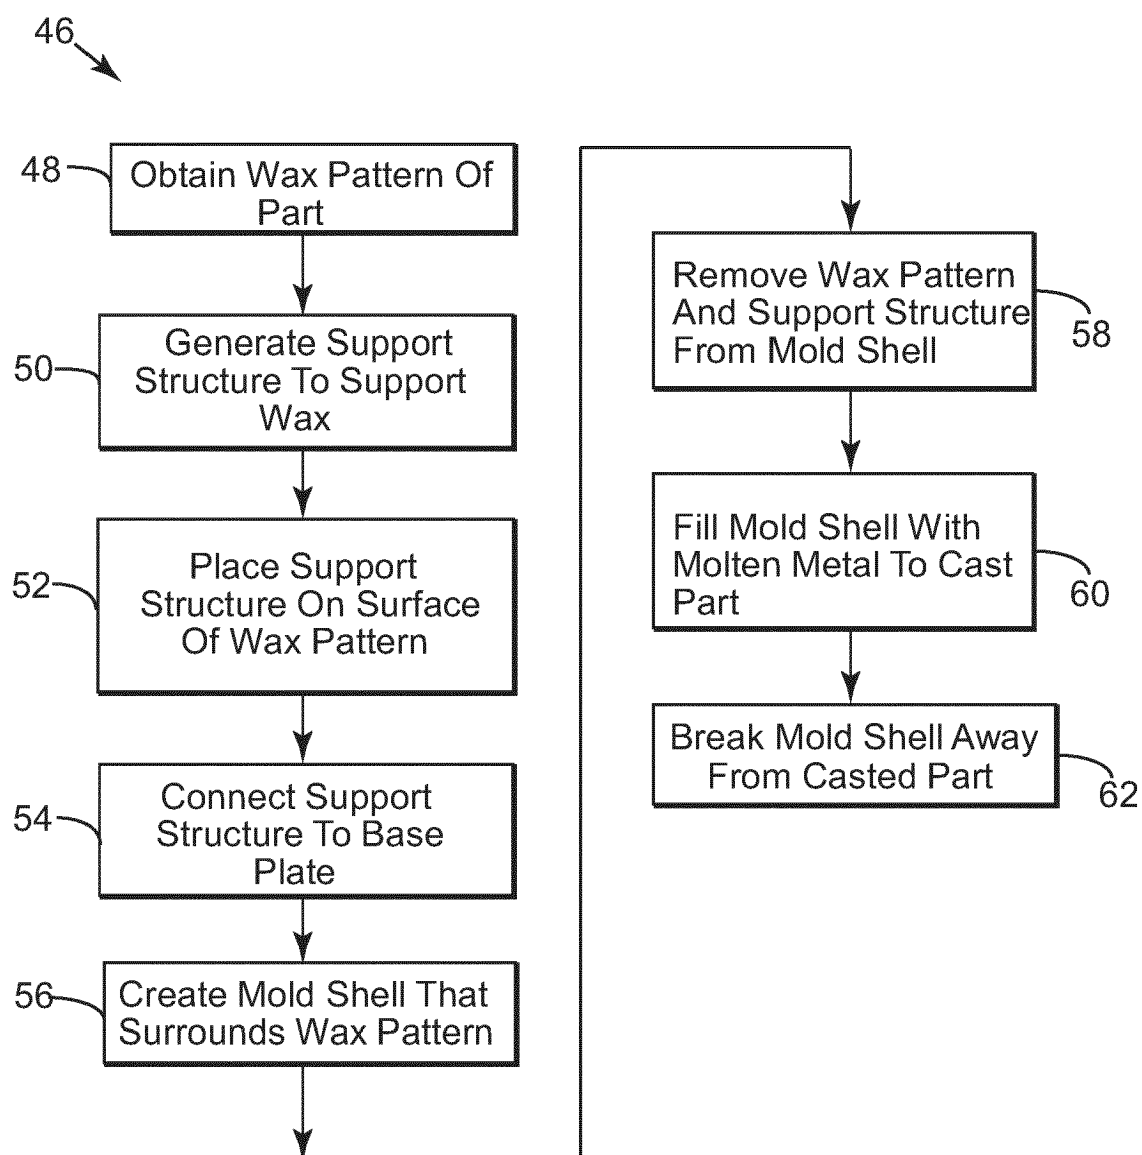 46
48
Obtain Wax Pattern Of
Part
50
Generate Support
Structure To Support
Wax
52
Place Support
Structure On Surface
Of Wax Pattern
54
Connect Support
Structure To Base
Plate
56
Create Mold Shell That
Surrounds Wax Pattern
Remove Wax Pattern
And Support Structure
From Mold Shell
58
Fill Mold Shell With
Molten Metal To Cast
Part
60
Break Mold Shell Away
From Casted Part
62